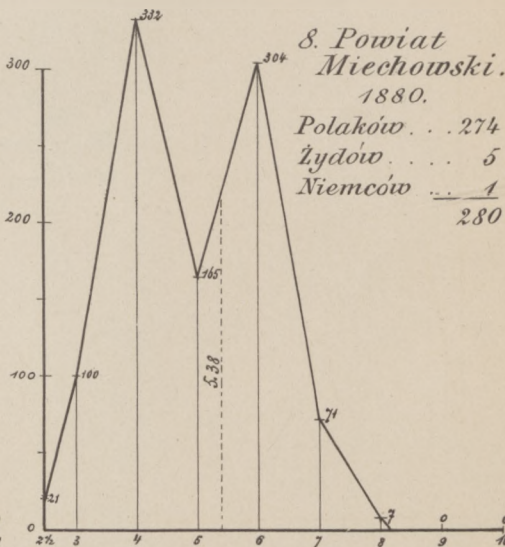 8. Powiat
Miechowski.
1880.
Polaków . . . 274
Żydów . . . . 5
Niemców . . . 1
280
300
200
100
0
332
304
165
100
71
21
7
0
5.38
2½ 3 4 5 6 7 8 9 10